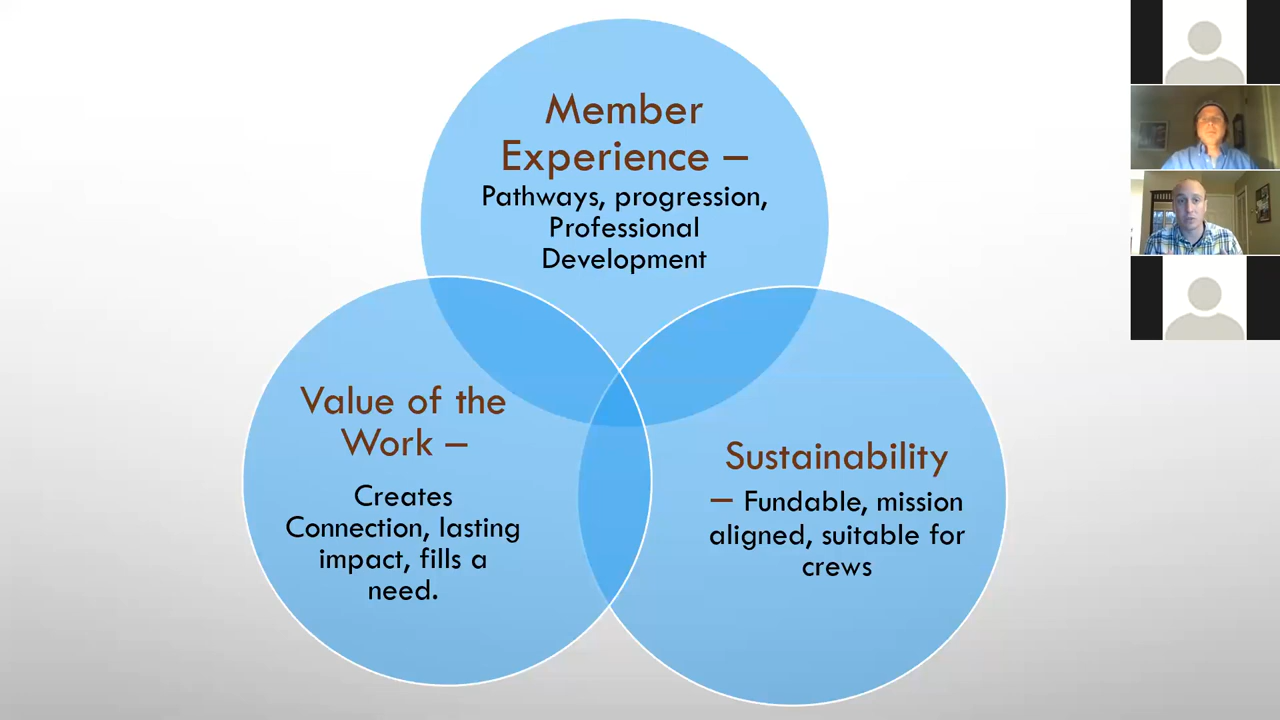 Member
Experience –
Pathways, progression,
Professional
Development
Value of the
Work –
Creates
Connection, lasting
impact, fills a
need.
Sustainability
– Fundable, mission
aligned, suitable for
crews